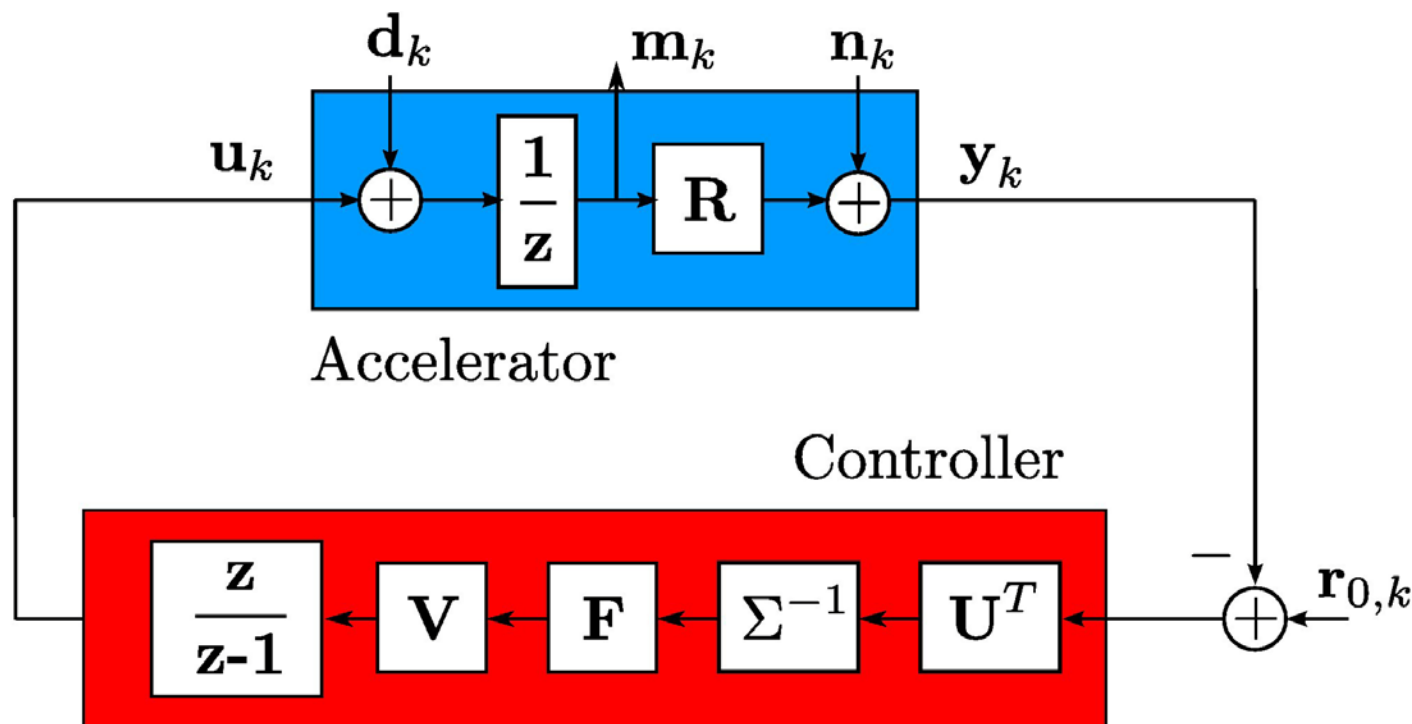 d_k
m_k
n_k
u_k
+
1/z
R
+
y_k
Accelerator
Controller
−
z/(z-1)
V
F
Σ^{-1}
U^T
+
r_{0,k}